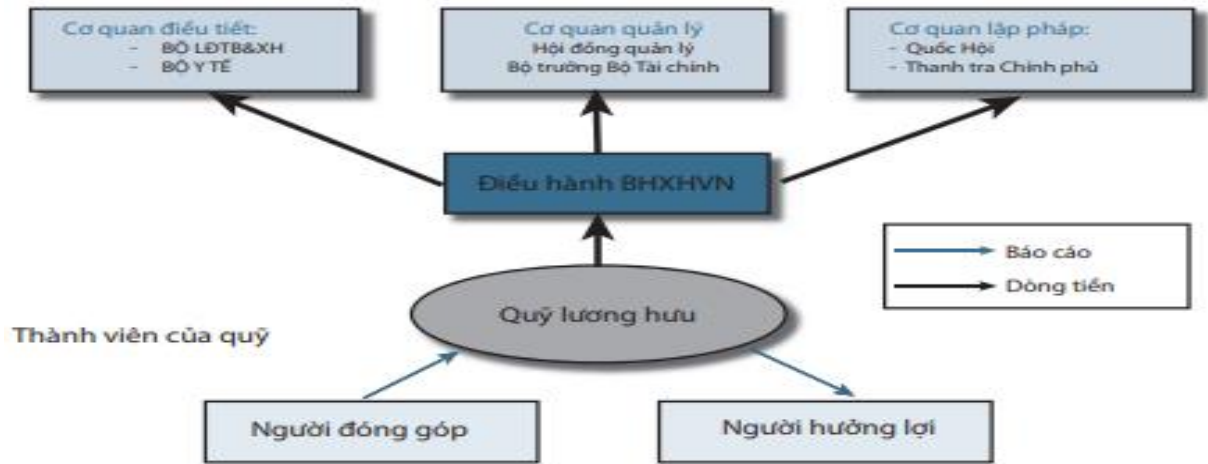 Cơ quan điều tiết:
- BỘ LĐTB&XH
- BỘ Y TẾ
Cơ quan quản lý
Hội đồng quản lý
Bộ trưởng Bộ Tài chính
Cơ quan lập pháp:
- Quốc Hội
- Thanh tra Chính phủ
Điều hành BHXHVN
Báo cáo
Dòng tiền
Quỹ lương hưu
Thành viên của quỹ
Người đóng góp
Người hưởng lợi